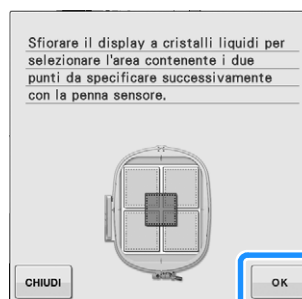 Sfiorare il display a cristalli liquidi per
selezionare l'area contenente i due
punti da specificare successivamente
con la penna sensore.
CHIUDI
OK